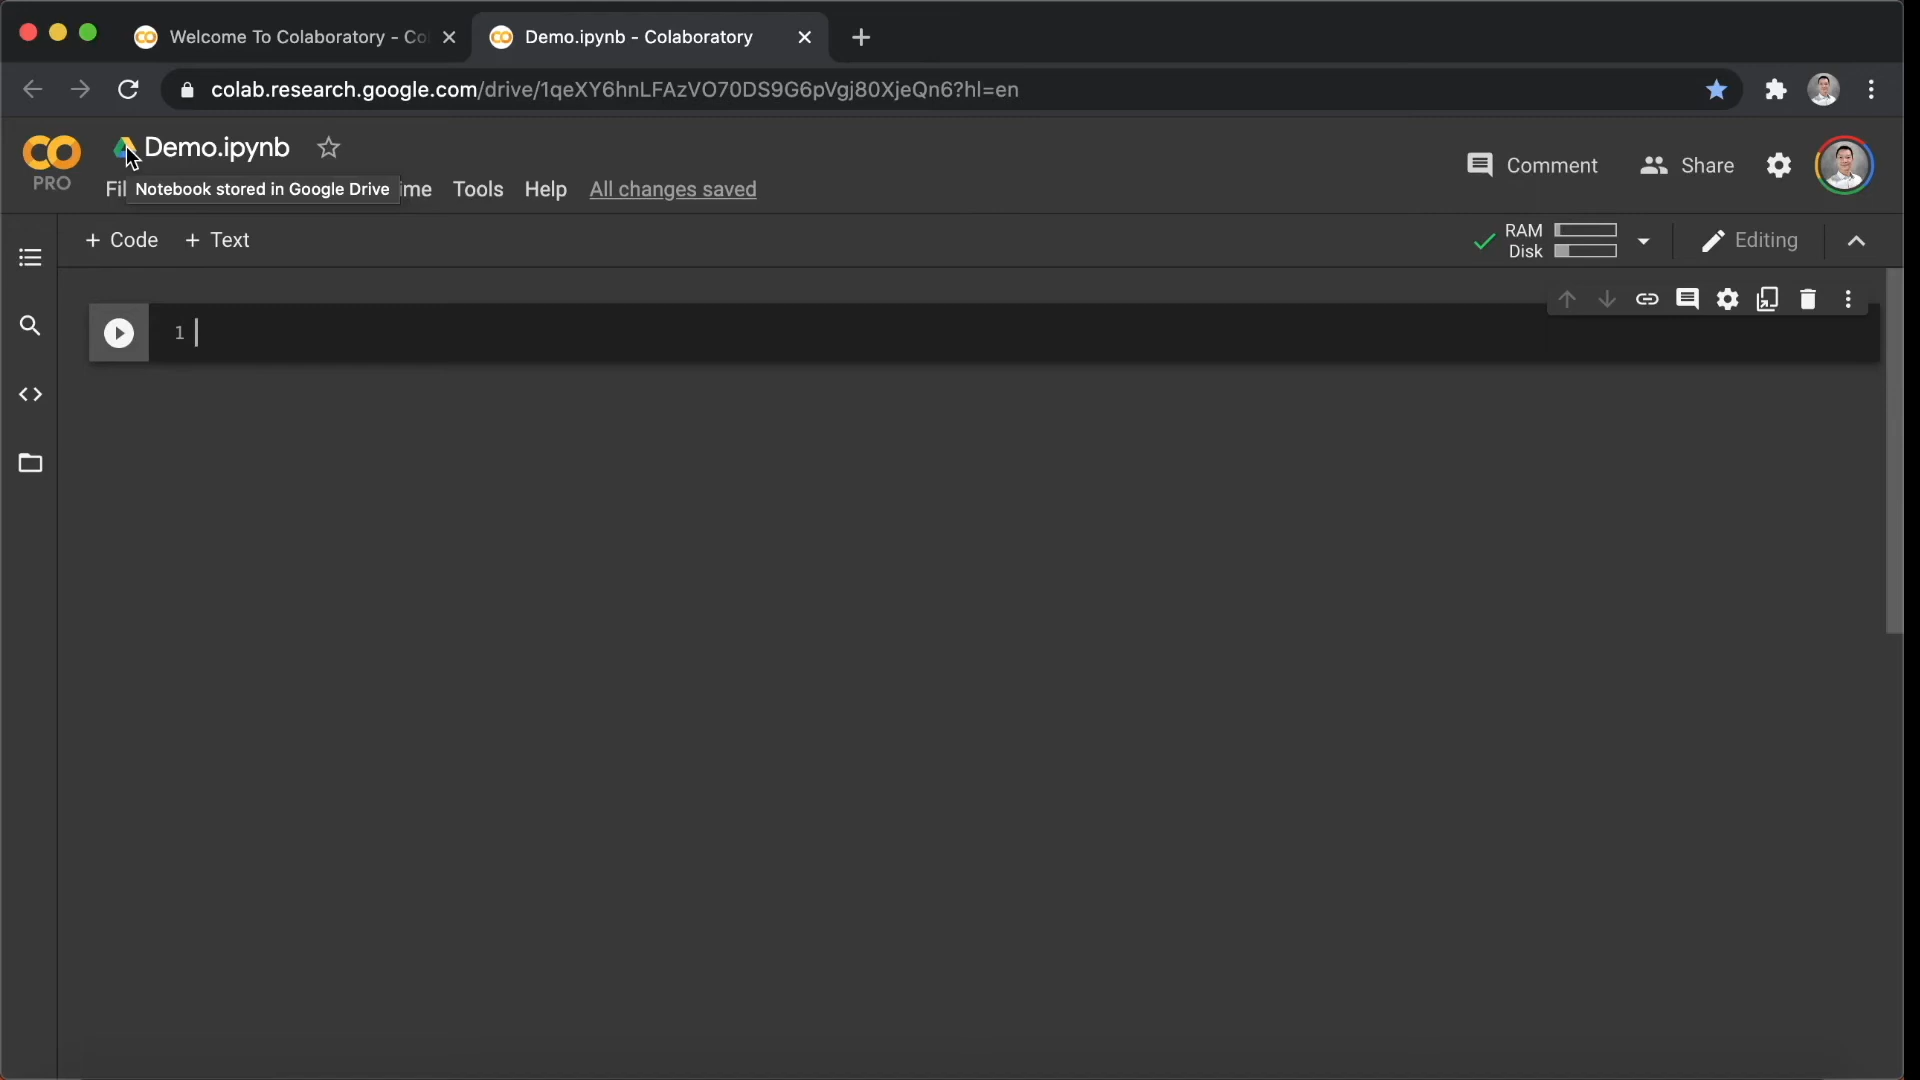 Welcome To Colaboratory - Co
Demo.ipynb - Colaboratory
colab.research.google.com/drive/1qeXY6hnLFAzVO70DS9G6pVgj80XjeQn6?hl=en
CO
PRO
Demo.ipynb
Comment
Share
Fil Notebook stored in Google Drive ime Tools Help All changes saved
+ Code + Text
RAM
Disk
Editing
1